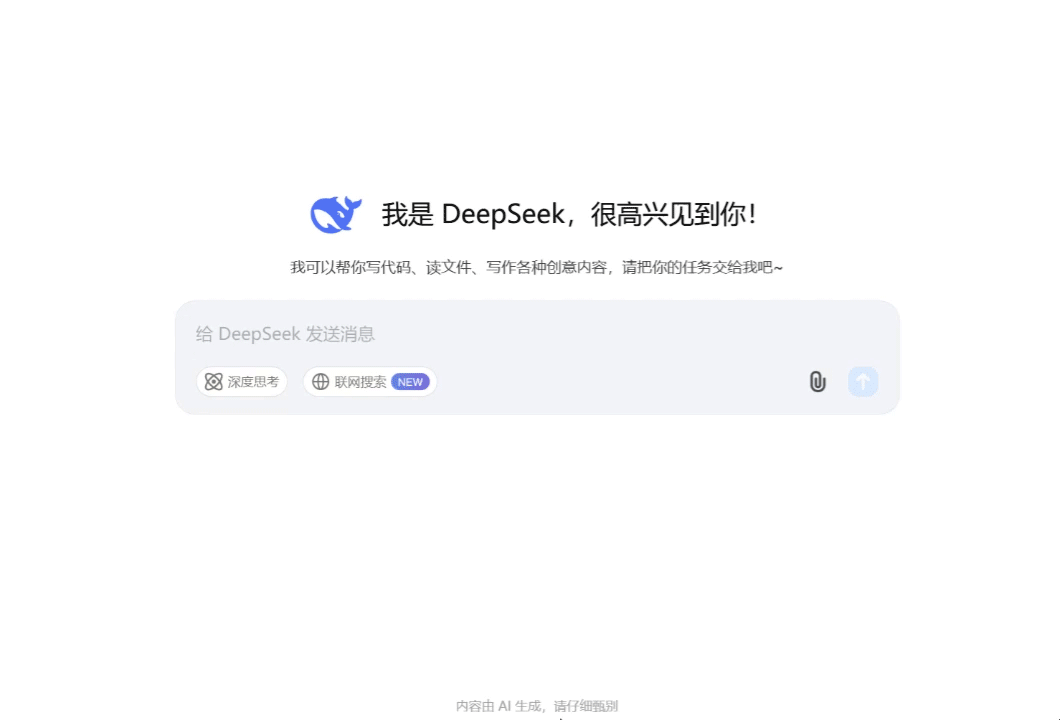 我是 DeepSeek，很高兴见到你！
我可以帮你写代码、读文件、写作各种创意内容，请把你的任务交给我吧~
给 DeepSeek 发送消息
深度思考 联网搜索 NEW
内容由 AI 生成，请仔细甄别